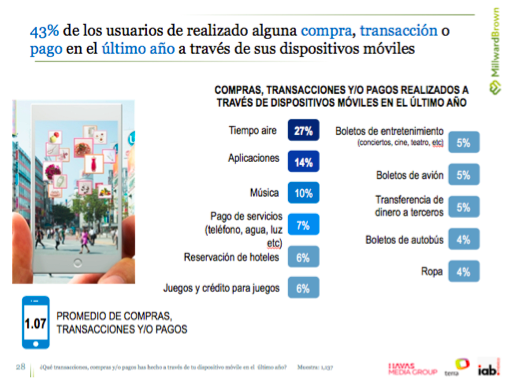 43% de los usuarios de realizado alguna compra, transacción o
pago en el último año a través de sus dispositivos móviles
MillwardBrown
COMPRAS, TRANSACCIONES Y/O PAGOS REALIZADOS A
TRAVÉS DE DISPOSITIVOS MÓVILES EN EL ÚLTIMO AÑO
Tiempo aire 27%
Aplicaciones 14%
Música 10%
Pago de servicios
(teléfono, agua, luz
etc) 7%
Reservación de hoteles 6%
Juegos y crédito para juegos 6%
Boletos de entretenimiento
(conciertos, cine, teatro, etc) 5%
Boletos de avión 5%
Transferencia de
dinero a terceros 5%
Boletos de autobús 4%
Ropa 4%
1.07
PROMEDIO DE COMPRAS,
TRANSACCIONES Y/O PAGOS
28
¿Qué transacciones, compras y/o pagos has hecho a través de tu dispositivo móvil en el último año? Muestra: 1,137
HAVAS
MEDIA GROUP
terra
iab.